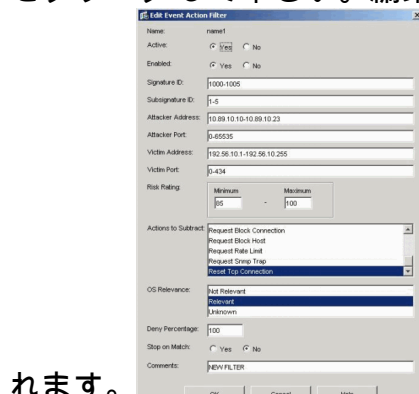 Edit Event Action Filter
Name: name1
Active: Yes No
Enabled: Yes No
Signature ID: 1000-1005
Subsignature ID: 1-5
Attacker Address: 10.89.10.10-10.89.10.23
Attacker Port: 0-65535
Victim Address: 192.56.10.1-192.56.10.255
Victim Port: 0-434
Risk Rating: Minimum Maximum
85 - 100
Actions to Subtract: Request Block Connection
Request Block Host
Request Rate Limit
Request Snmp Trap
Reset Tcp Connection
OS Relevance: Not Relevant
Relevant
Unknown
Deny Percentage: 100
Stop on Match: Yes No
Comments: NEW FILTER
れます。
OK Cancel Help